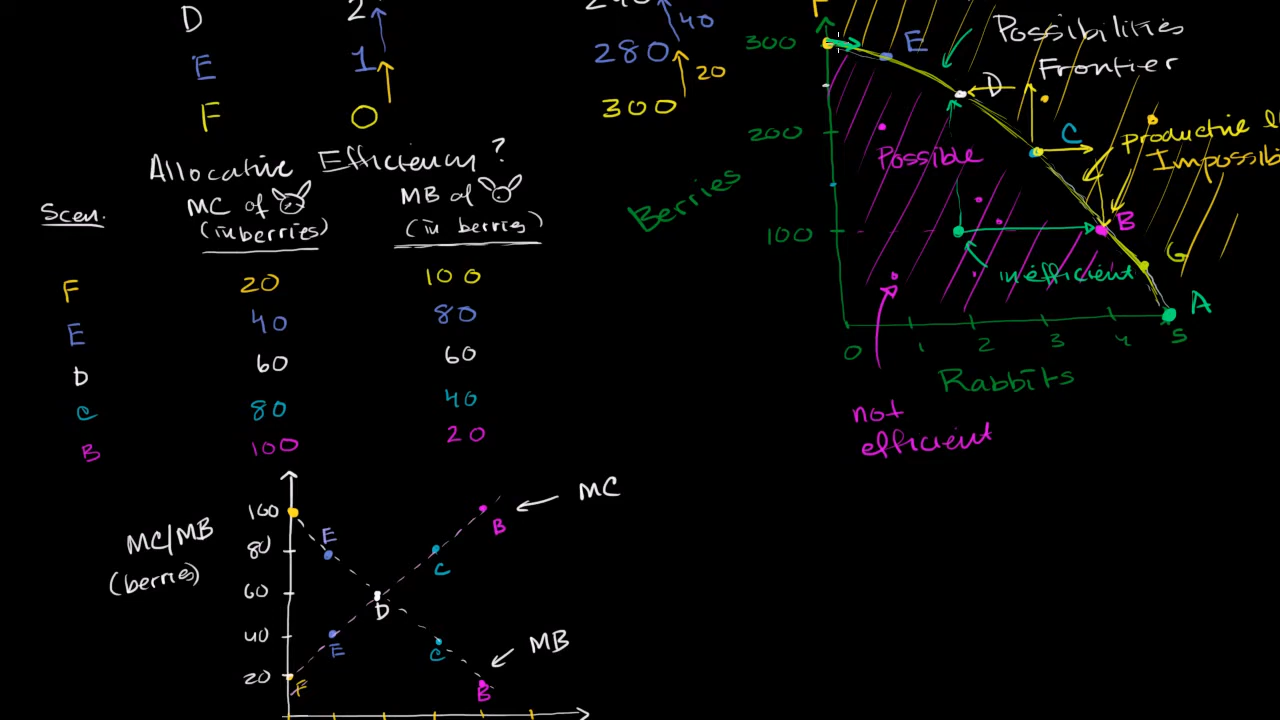 D 2
E 1 280 40
F 0 300 20
Allocative Efficiency?
Scen. MC of MB of
(in berries) (in berries)
F 20 100
E 40 80
D 60 60
C 80 40
B 100 20
MC/MB
(berries)
100
80
60
40
20
E
D
C
B
F
E
C
B
MC
MB
F
300
200
100
Berries
0 1 2 3 4 5
Rabbits
Possibilities
Frontier
E
D
C
B
G
A
Possible
Impossib
inefficient
not
efficient